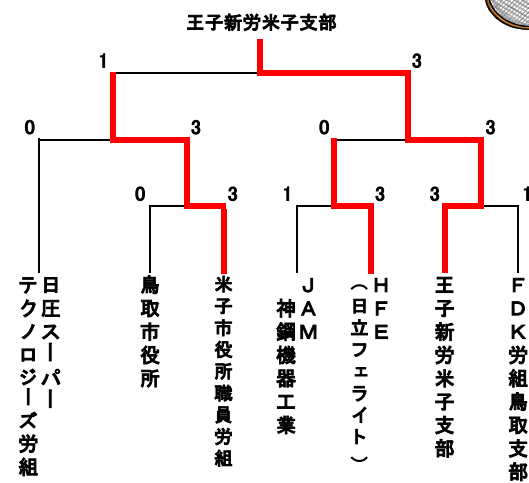 王子新労米子支部
1
3
0
3
0
3
0
3
1
3
3
1
日圧スーパー
テクノロジーズ労組
鳥取市役所
米子市役所職員労組
JAM
神鋼機器工業
HFE
（日立フェライト）
王子新労米子支部
FDK労組鳥取支部